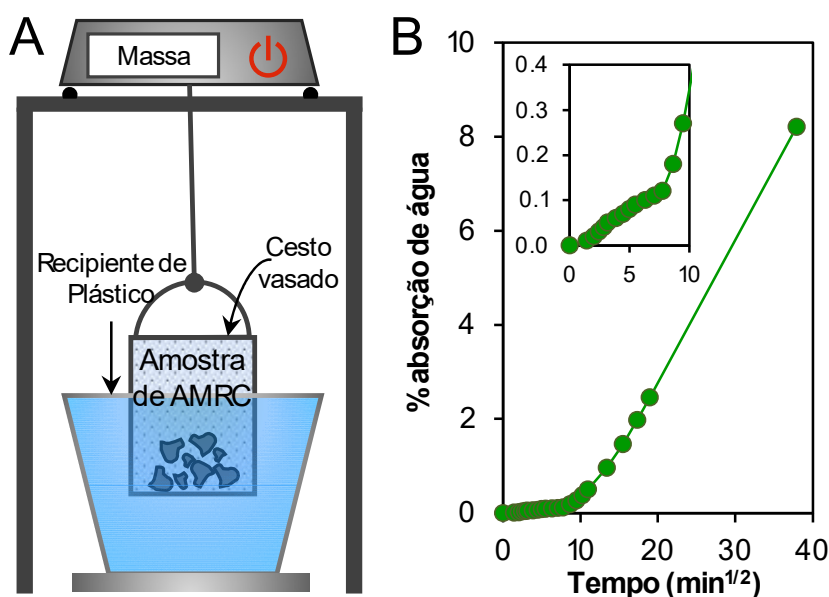 A
Massa
Recipiente de
Plástico
Cesto
vasado
Amostra
de AMRC
B
% absorção de água
10
8
6
4
2
0
0.4
0.3
0.2
0.1
0.0
0 5 10
0 10 20 30 40
Tempo (min^{1/2})